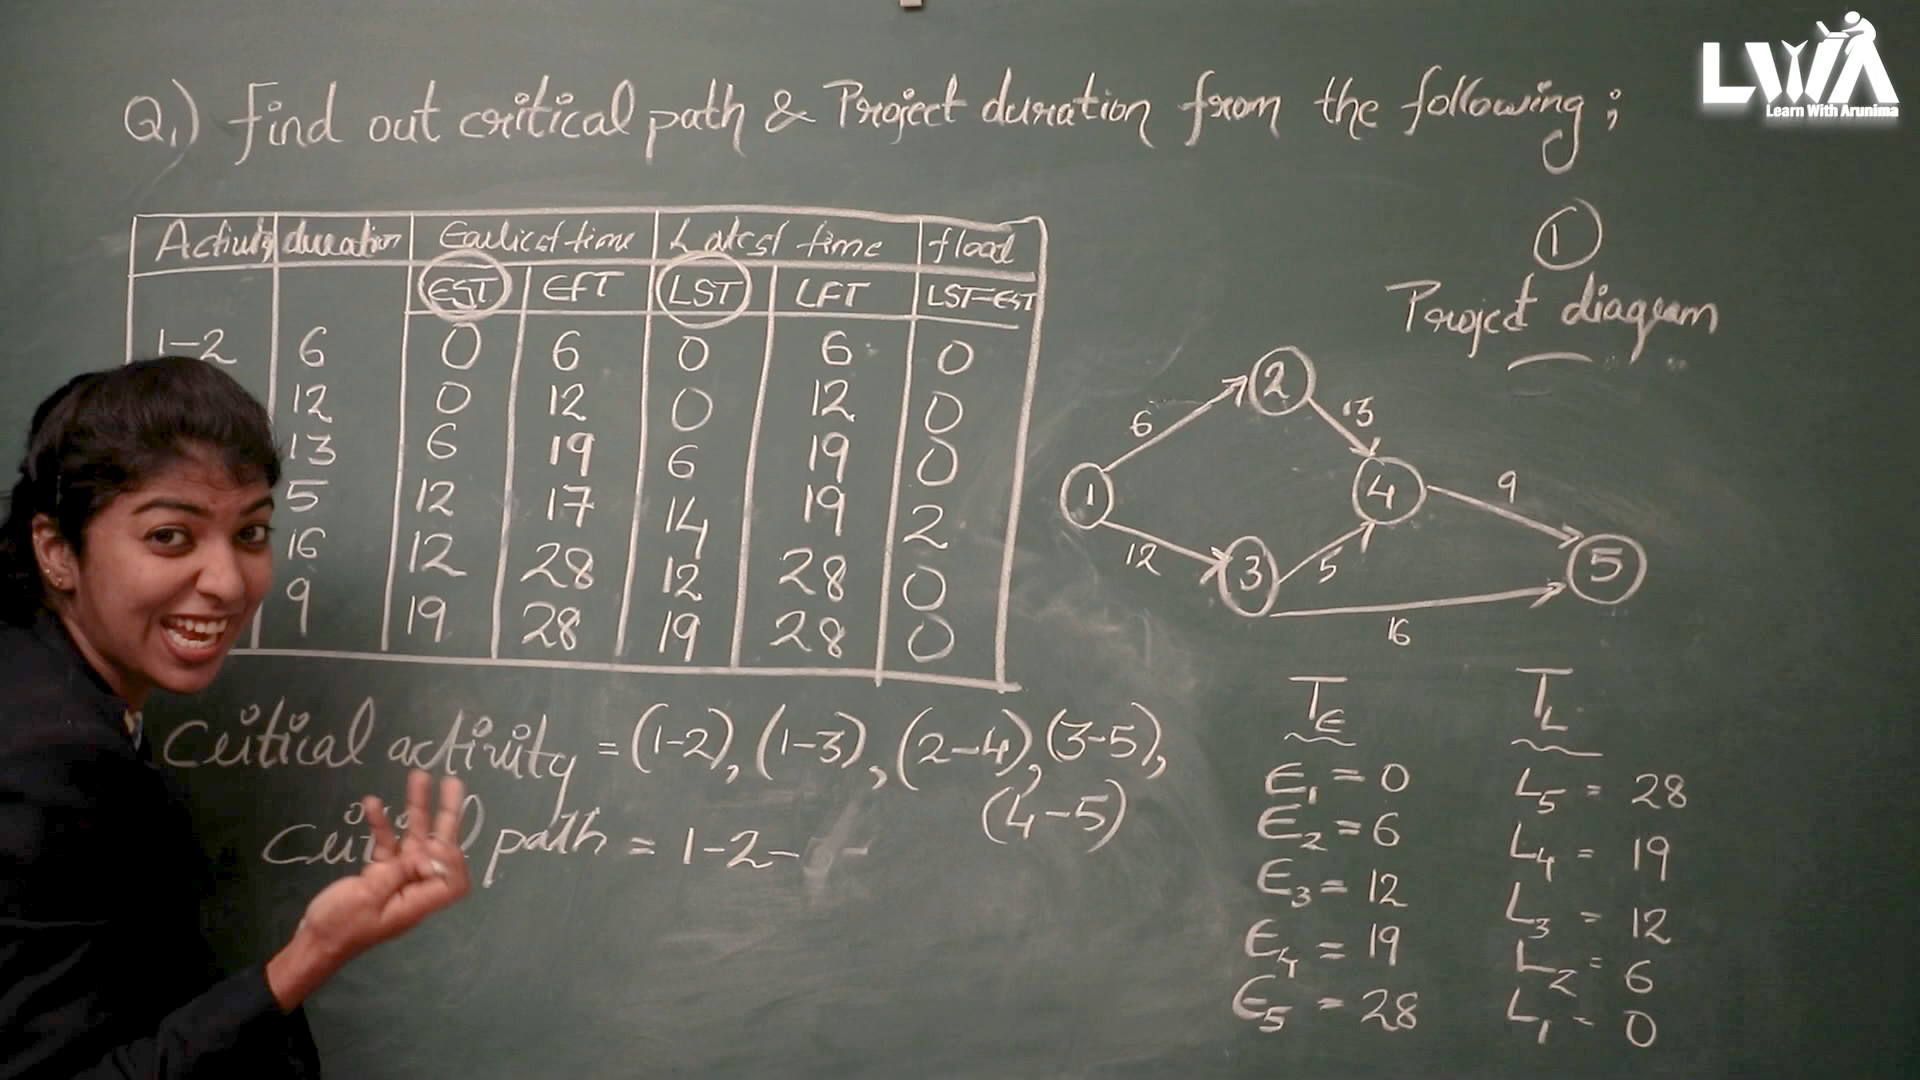 LWA
Learn With Arunima
Q1) Find out critical path & Project duration from the following ;
Activity duration Earliest time Latest time float
EST EFT LST LFT LST-EST
1-2 6 0 6 0 6 0
12 0 12 0 12 0
13 6 19 6 19 0
5 12 17 14 19 2
16 12 28 12 28 0
9 19 28 19 28 0
Critical activity = (1-2), (1-3), (2-4), (3-5),
(4-5)
path = 1-2-
1
Project diagram
2
6 13
1 4 9
12 3 5 5
16
TE TL
E1 = 0 L5 = 28
E2 = 6 L4 = 19
E3 = 12 L3 = 12
E4 = 19 L2 = 6
E5 = 28 L1 - 0